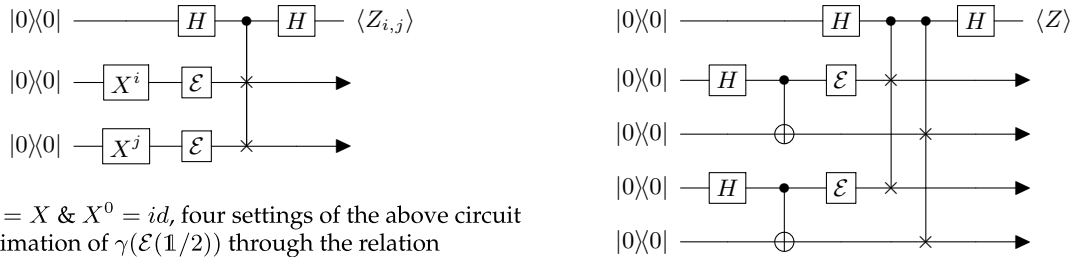 |0⟩⟨0| H H ⟨Z_{i,j}⟩
|0⟩⟨0| X^i ℰ
|0⟩⟨0| X^j ℰ
= X & X^0 = id, four settings of the above circuit
imation of γ(ℰ(𝟙/2)) through the relation
|0⟩⟨0| H H ⟨Z⟩
|0⟩⟨0| H ℰ
|0⟩⟨0|
|0⟩⟨0| H ℰ
|0⟩⟨0|